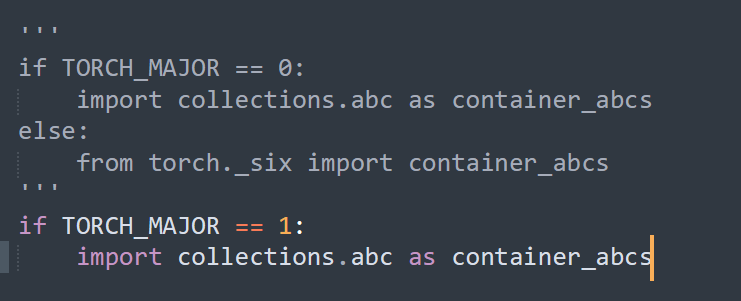 '''
if TORCH_MAJOR == 0:
    import collections.abc as container_abcs
else:
    from torch._six import container_abcs
'''
if TORCH_MAJOR == 1:
    import collections.abc as container_abcs